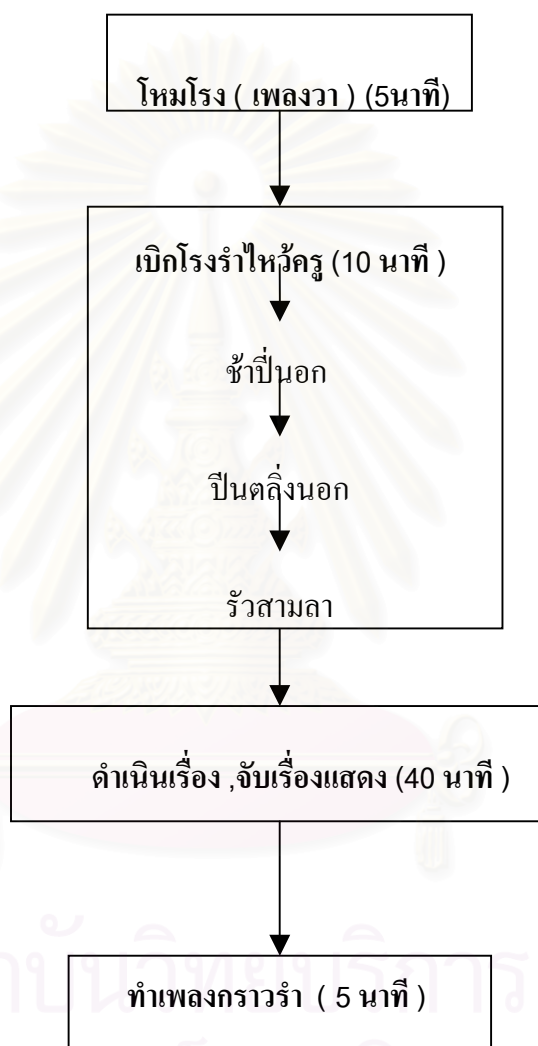 โหมโรง ( เพลงวา ) (5นาที)
เบิกโรงรำไหว้ครู (10 นาที )
ช้าปี่นอก
ปีนตลิ่งนอก
รัวสามลา
ดำเนินเรื่อง ,จับเรื่องแสดง (40 นาที )
ทำเพลงกราวรำ ( 5 นาที )